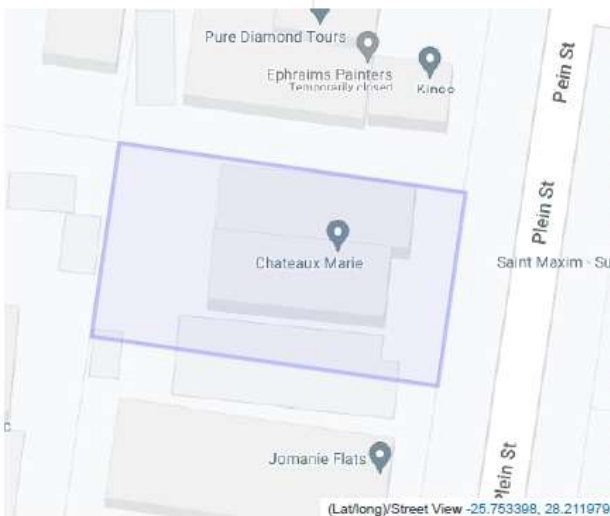 Pure Diamond Tours
Ephraims Painters
Temporarily closed
Kinoo
Pein St
Plein St
Chateaux Marie
Saint Maxim - Su
Jomanie Flats
Plein St
c
(Lat/long)/Street View -25.753398, 28.211979